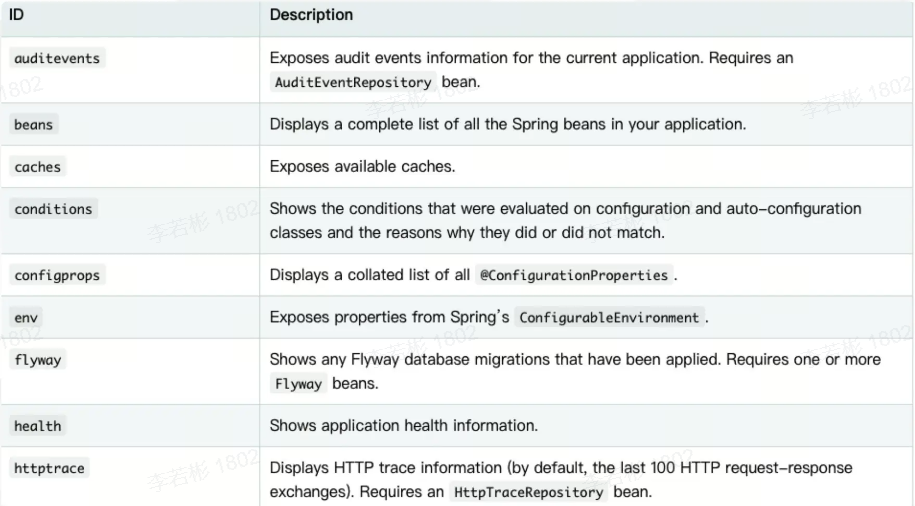 ID Description
auditevents Exposes audit events information for the current application. Requires an
AuditEventRepository bean.
beans Displays a complete list of all the Spring beans in your application.
caches Exposes available caches.
conditions Shows the conditions that were evaluated on configuration and auto-configuration
classes and the reasons why they did or did not match.
configprops Displays a collated list of all @ConfigurationProperties.
env Exposes properties from Spring's ConfigurableEnvironment.
flyway Shows any Flyway database migrations that have been applied. Requires one or more
Flyway beans.
health Shows application health information.
httptrace Displays HTTP trace information (by default, the last 100 HTTP request-response
exchanges). Requires an HttpTraceRepository bean.
李若彬 1802